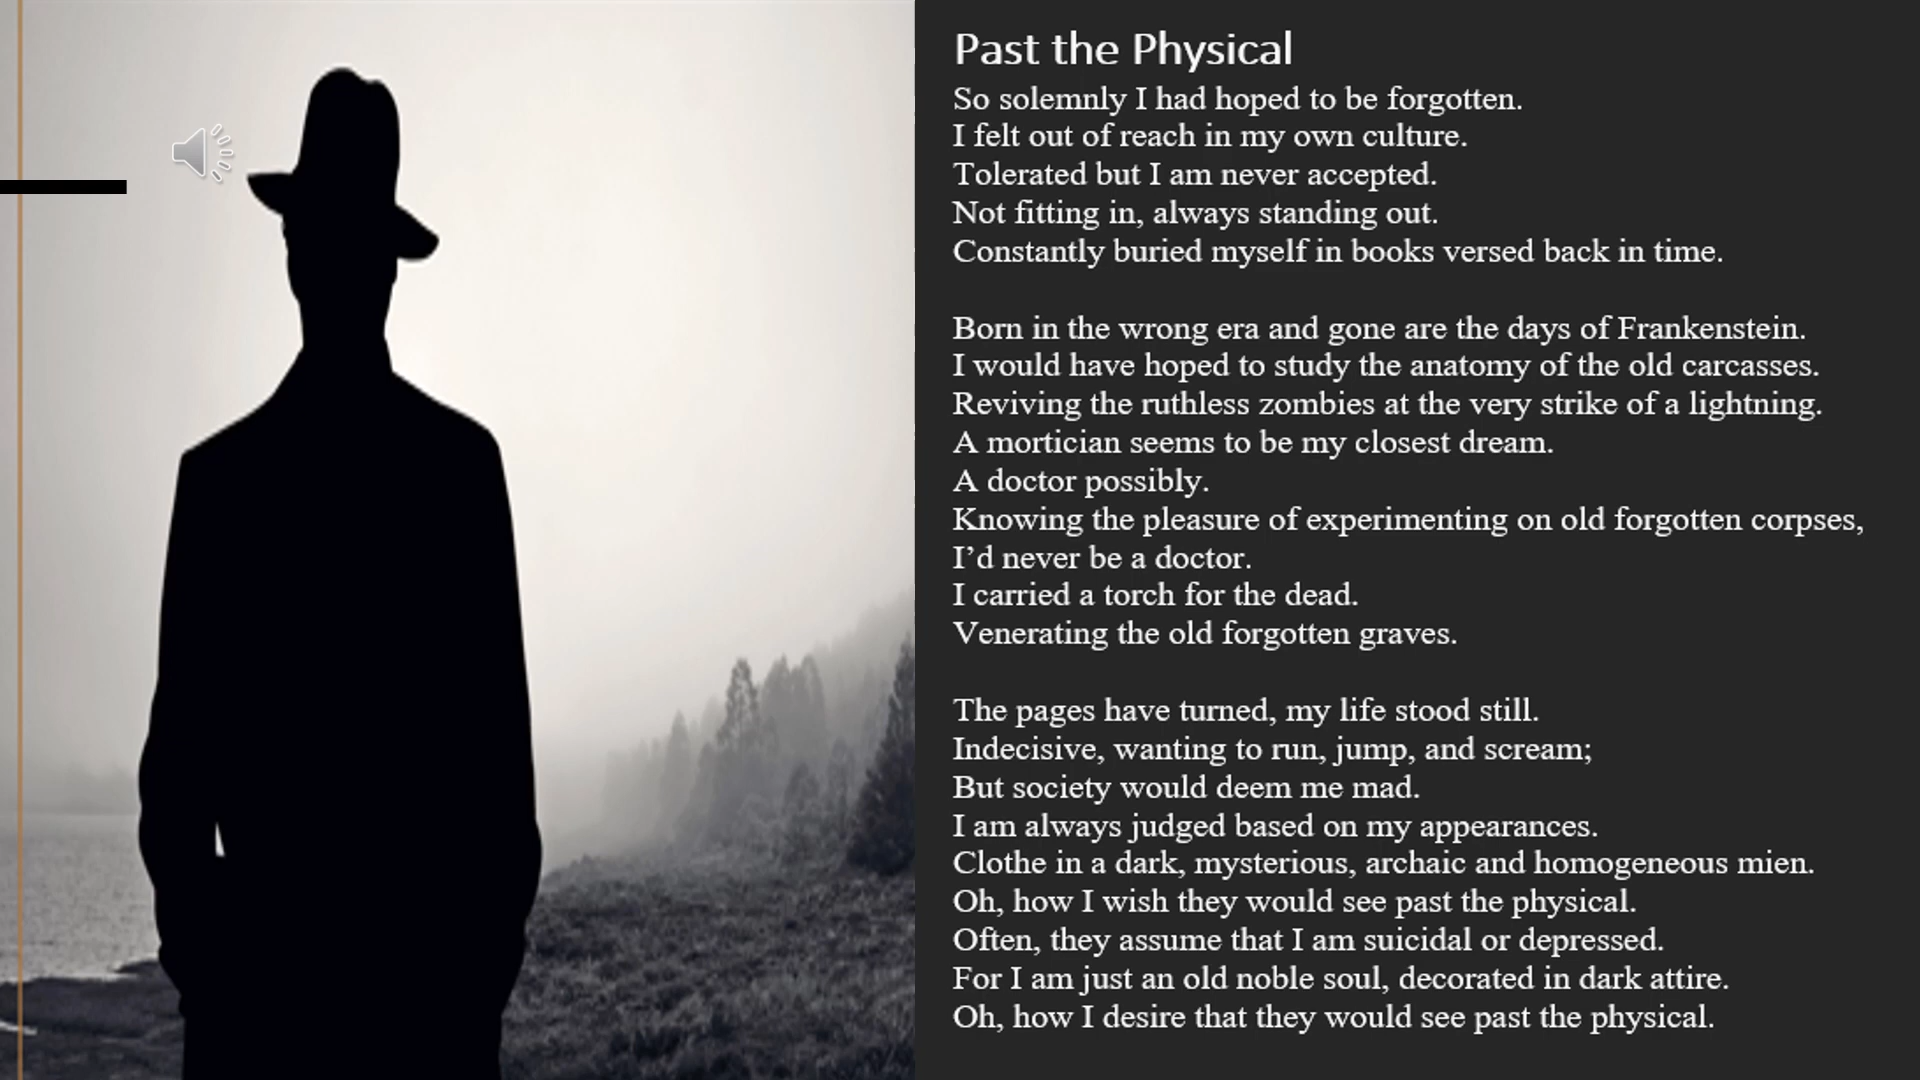 Past the Physical
So solemnly I had hoped to be forgotten.
I felt out of reach in my own culture.
Tolerated but I am never accepted.
Not fitting in, always standing out.
Constantly buried myself in books versed back in time.
Born in the wrong era and gone are the days of Frankenstein.
I would have hoped to study the anatomy of the old carcasses.
Reviving the ruthless zombies at the very strike of a lightning.
A mortician seems to be my closest dream.
A doctor possibly.
Knowing the pleasure of experimenting on old forgotten corpses,
I’d never be a doctor.
I carried a torch for the dead.
Venerating the old forgotten graves.
The pages have turned, my life stood still.
Indecisive, wanting to run, jump, and scream;
But society would deem me mad.
I am always judged based on my appearances.
Clothe in a dark, mysterious, archaic and homogeneous mien.
Oh, how I wish they would see past the physical.
Often, they assume that I am suicidal or depressed.
For I am just an old noble soul, decorated in dark attire.
Oh, how I desire that they would see past the physical.